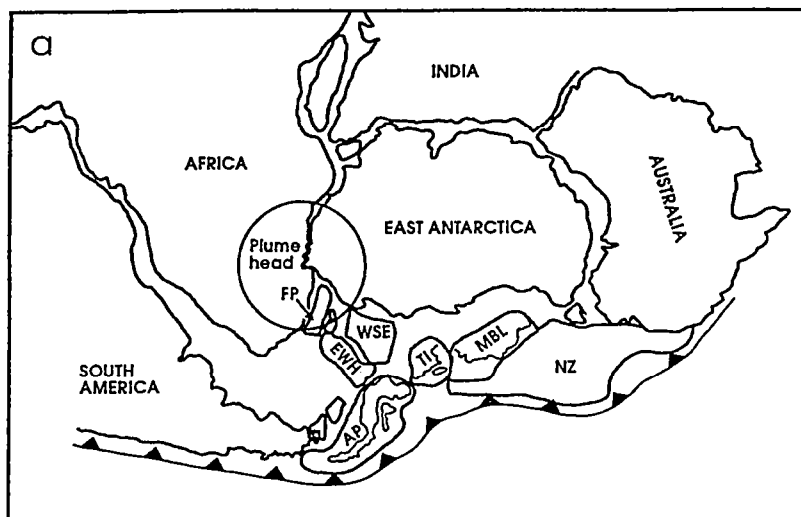 a
INDIA
AFRICA
AUSTRALIA
EAST ANTARCTICA
Plume
head
FP
WSE
EWH
TI
MBL
NZ
SOUTH
AMERICA
AP